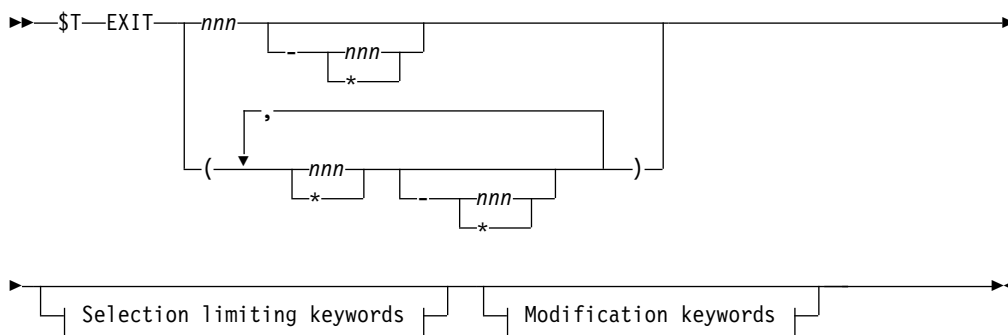 $T EXIT nnn
- nnn
*
,
( nnn - nnn )
* *
Selection limiting keywords Modification keywords